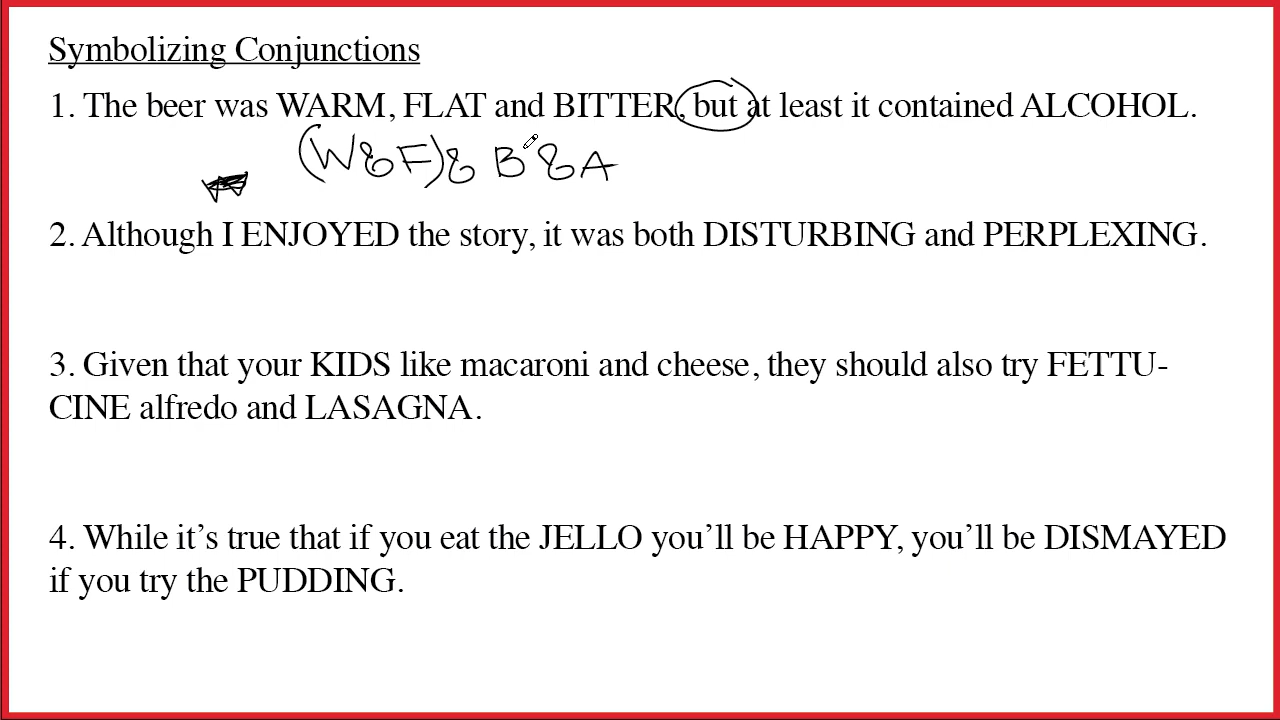 Symbolizing Conjunctions
1. The beer was WARM, FLAT and BITTER, but at least it contained ALCOHOL.
(W&F)& B&A
2. Although I ENJOYED the story, it was both DISTURBING and PERPLEXING.
3. Given that your KIDS like macaroni and cheese, they should also try FETTU-
CINE alfredo and LASAGNA.
4. While it’s true that if you eat the JELLO you’ll be HAPPY, you’ll be DISMAYED
if you try the PUDDING.